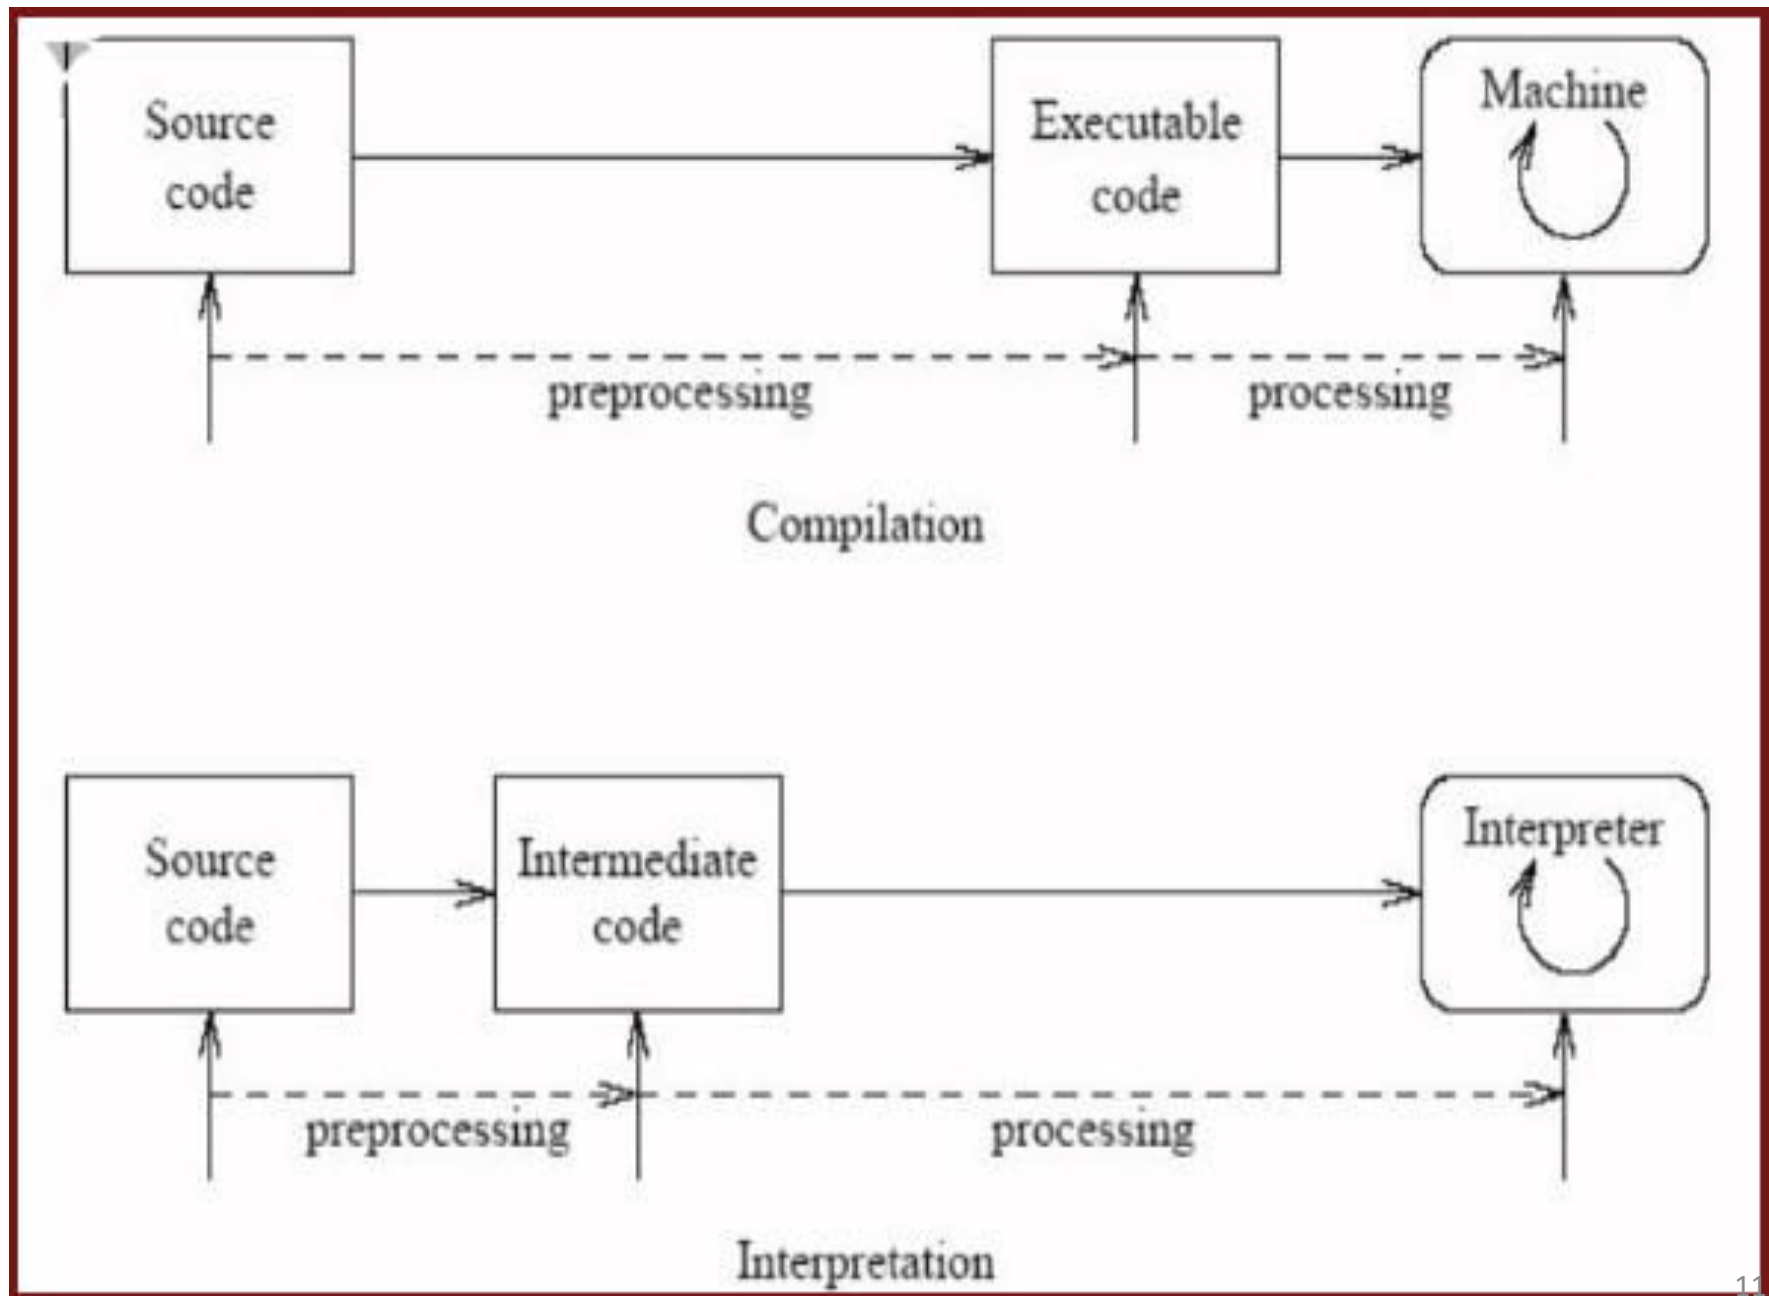 Source
code
Executable
code
Machine
preprocessing
processing
Compilation
Source
code
Intermediate
code
Interpreter
preprocessing
processing
Interpretation
11